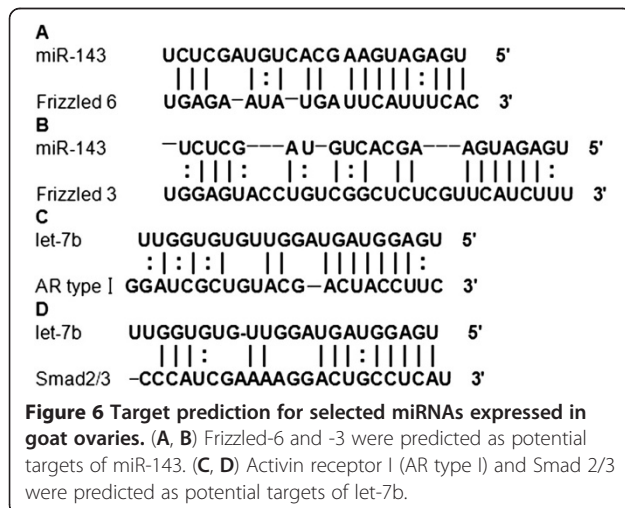 A
miR-143 UCUCGAUGUCACG AAGUAGAGU 5'
||| |:| || |||||:|||
Frizzled 6 UGAGA–AUA–UGA UUCAUUUCAC 3'
B
miR-143 –UCUCG–––AU–GUCACGA–––AGUAGAGU 5'
:|||: |: |:| || ||||||:
Frizzled 3 UGGAGUACCUGUCGGCUCUCGUUCAUCUUU 3'
C
let-7b UUGGUGUGUUGGAUGAUGGAGU 5'
:|:|:| || |||||||:
AR type I GGAUCGCUGUACG–ACUACCUUC 3'
D
let-7b UUGGUGUG-UUGGAUGAUGGAGU 5'
|||: || |||:|||||
Smad2/3 –CCCAUCGAAAAGGACUGCCUCAU 3'
Figure 6 Target prediction for selected miRNAs expressed in
goat ovaries. (A, B) Frizzled-6 and -3 were predicted as potential
targets of miR-143. (C, D) Activin receptor I (AR type I) and Smad 2/3
were predicted as potential targets of let-7b.